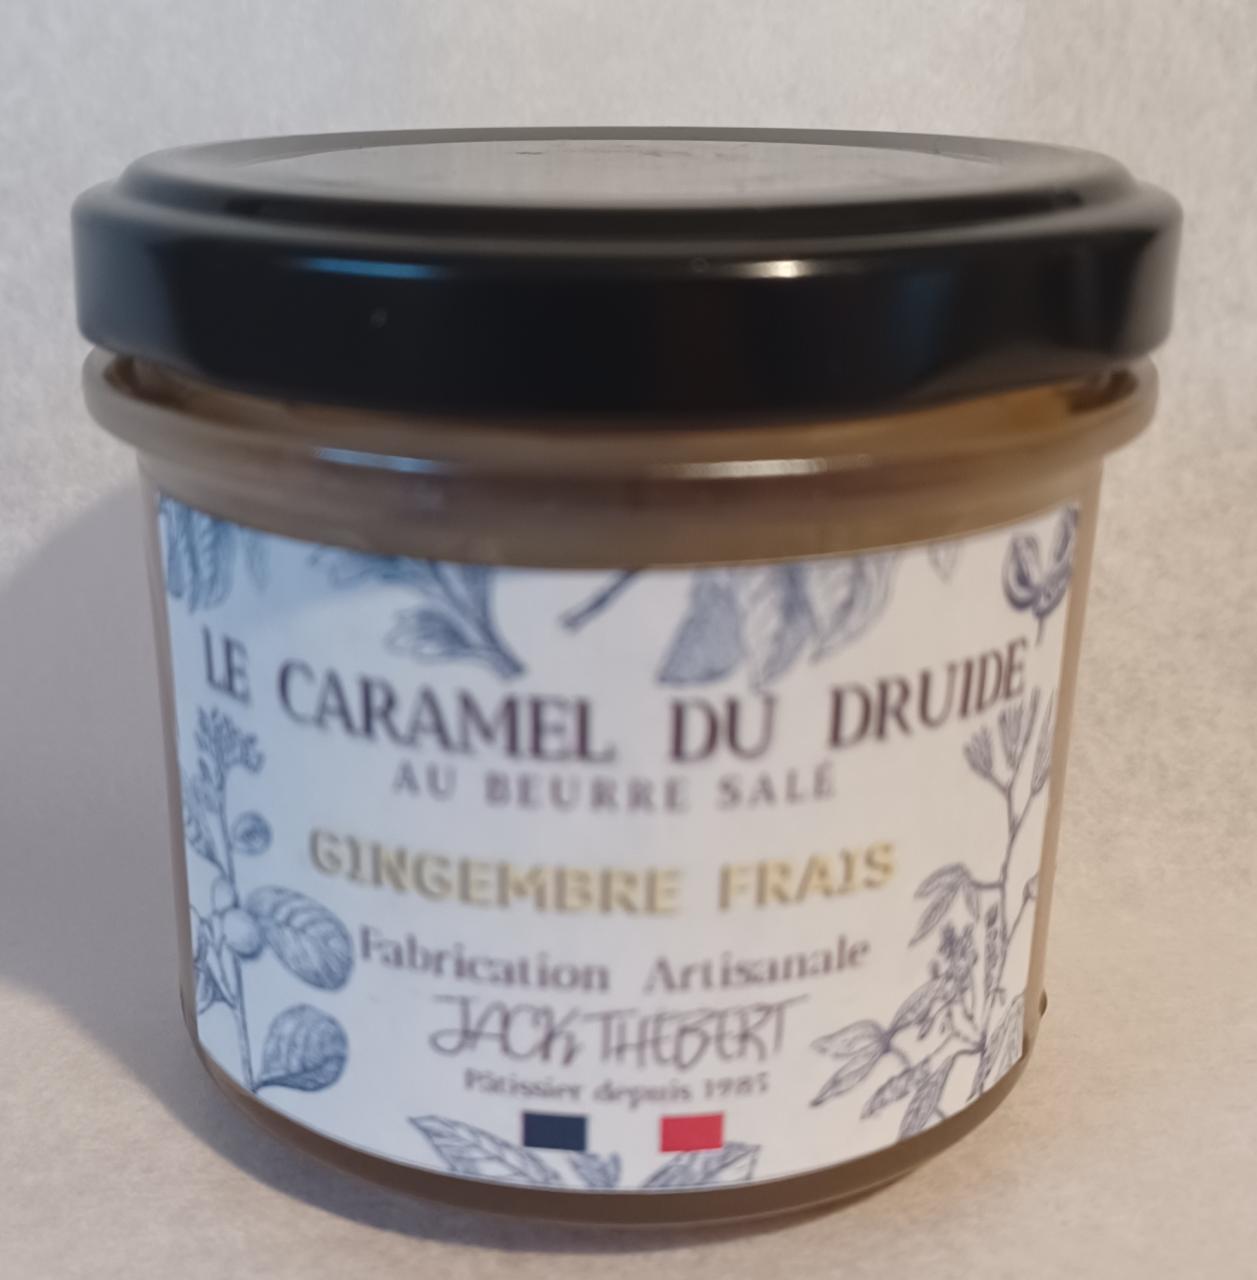 LE CARAMEL DU DRUIDE
AU BEURRE SALÉ
GINGEMBRE FRAIS
Fabrication Artisanale
JACK THEBERT
Pâtissier depuis 1985